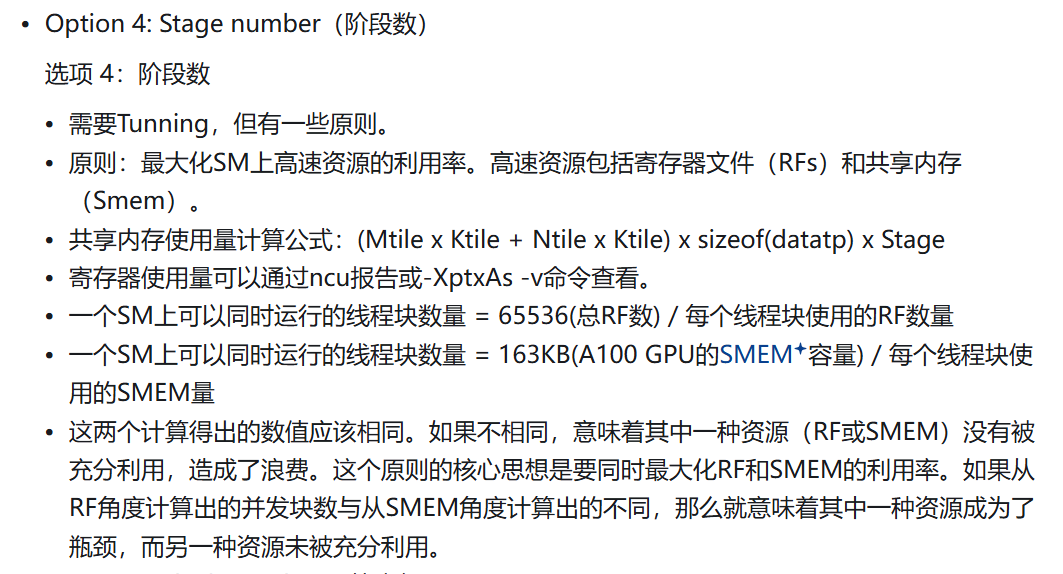 • Option 4: Stage number（阶段数）
选项 4：阶段数
• 需要Tunning，但有一些原则。
• 原则：最大化SM上高速资源的利用率。高速资源包括寄存器文件（RFs）和共享内存
（Smem）。
• 共享内存使用量计算公式：(Mtile x Ktile + Ntile x Ktile) x sizeof(datatp) x Stage
• 寄存器使用量可以通过ncu报告或-XptxAs -v命令查看。
• 一个SM上可以同时运行的线程块数量 = 65536(总RF数) / 每个线程块使用的RF数量
• 一个SM上可以同时运行的线程块数量 = 163KB(A100 GPU的SMEM容量) / 每个线程块使
用的SMEM量
• 这两个计算得出的数值应该相同。如果不相同，意味着其中一种资源（RF或SMEM）没有被
充分利用，造成了浪费。这个原则的核心思想是要同时最大化RF和SMEM的利用率。如果从
RF角度计算出的并发块数与从SMEM角度计算出的不同，那么就意味着其中一种资源成为了
瓶颈，而另一种资源未被充分利用。